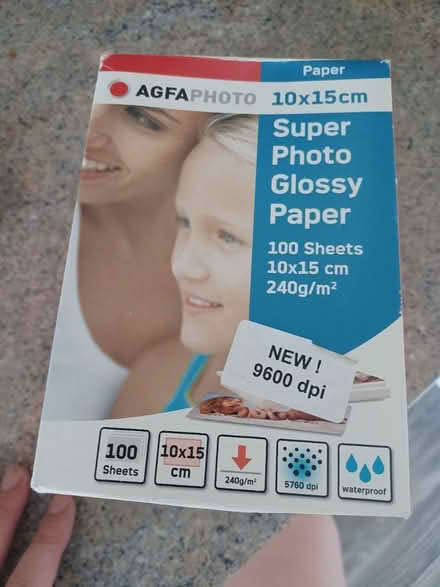 Paper
AGFAPHOTO
10x15cm
Super
Photo
Glossy
Paper
100 Sheets
10x15 cm
240g/m²
NEW !
9600 dpi
100
Sheets
10x15
cm
240g/m²
5760 dpi
waterproof